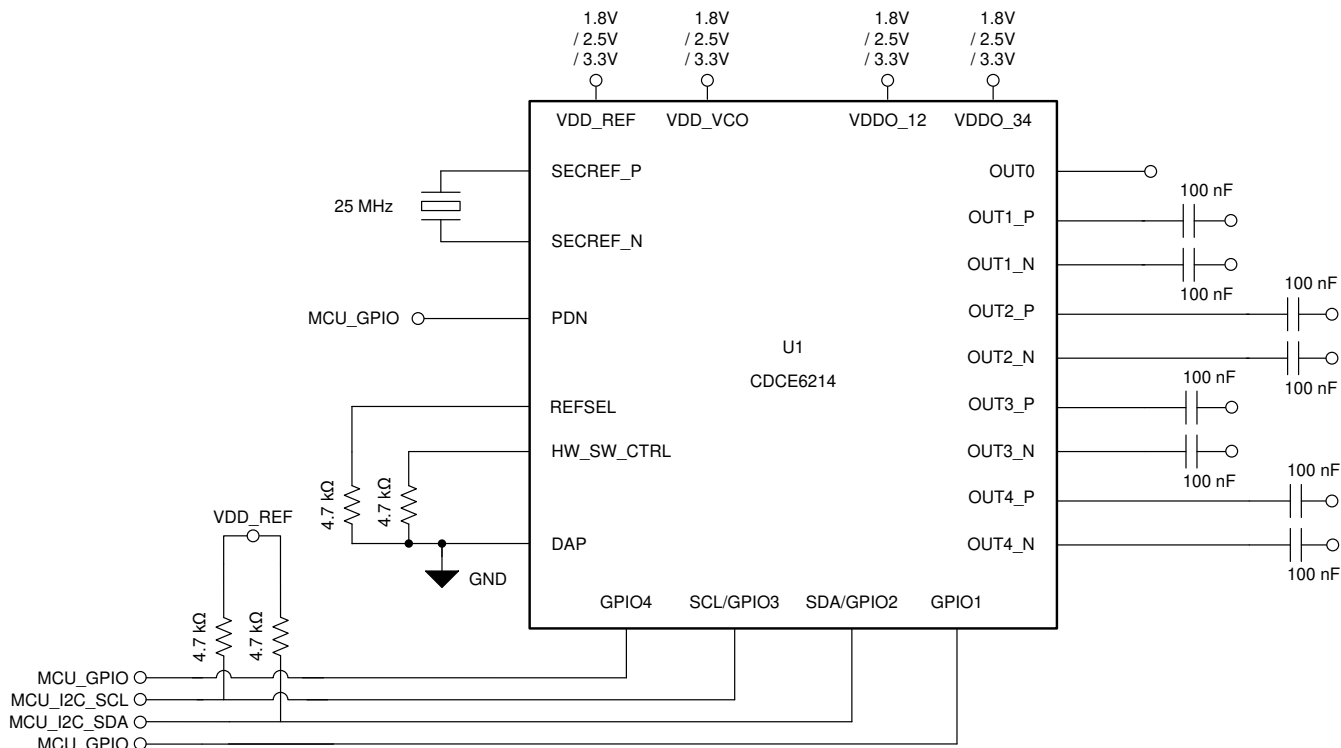 1.8V
/ 2.5V
/ 3.3V
1.8V
/ 2.5V
/ 3.3V
1.8V
/ 2.5V
/ 3.3V
1.8V
/ 2.5V
/ 3.3V
VDD_REF
VDD_VCO
VDDO_12
VDDO_34
SECREF_P
25 MHz
SECREF_N
MCU_GPIO
PDN
REFSEL
HW_SW_CTRL
4.7 kΩ
4.7 kΩ
DAP
GND
U1
CDCE6214
OUT0
100 nF
OUT1_P
OUT1_N
100 nF
100 nF
OUT2_P
OUT2_N
100 nF
100 nF
OUT3_P
OUT3_N
100 nF
100 nF
OUT4_P
OUT4_N
100 nF
VDD_REF
4.7 kΩ
4.7 kΩ
GPIO4
SCL/GPIO3
SDA/GPIO2
GPIO1
MCU_GPIO
MCU_I2C_SCL
MCU_I2C_SDA
MCU_GPIO